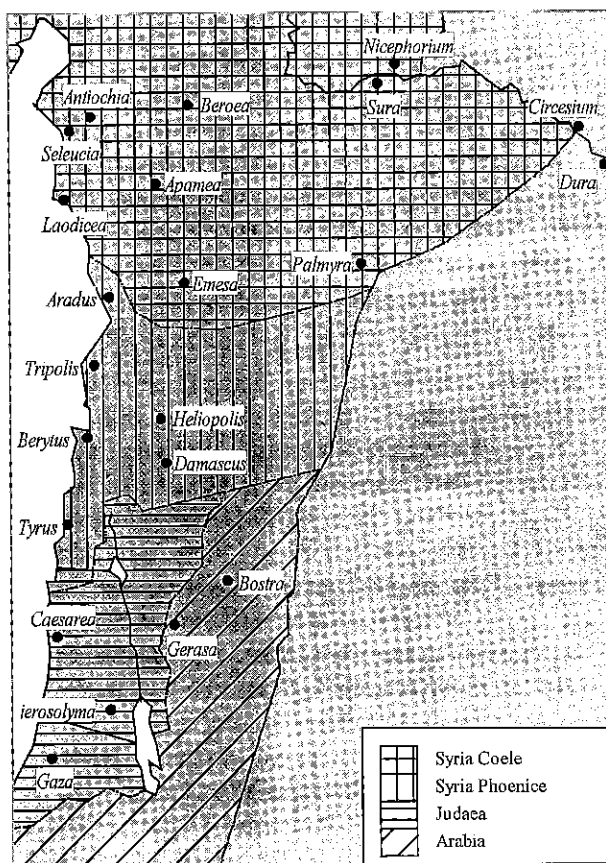 Nicephorium
Antiochia
Beroea
Sura
Circesium
Seleucia
Dura
Apamea
Laodicea
Palmyra
Emesa
Aradus
Tripolis
Heliopolis
Berytus
Damascus
Tyrus
Bostra
Caesarea
Gerasa
ierosolyma
Gaza
Syria Coele
Syria Phoenice
Judaea
Arabia